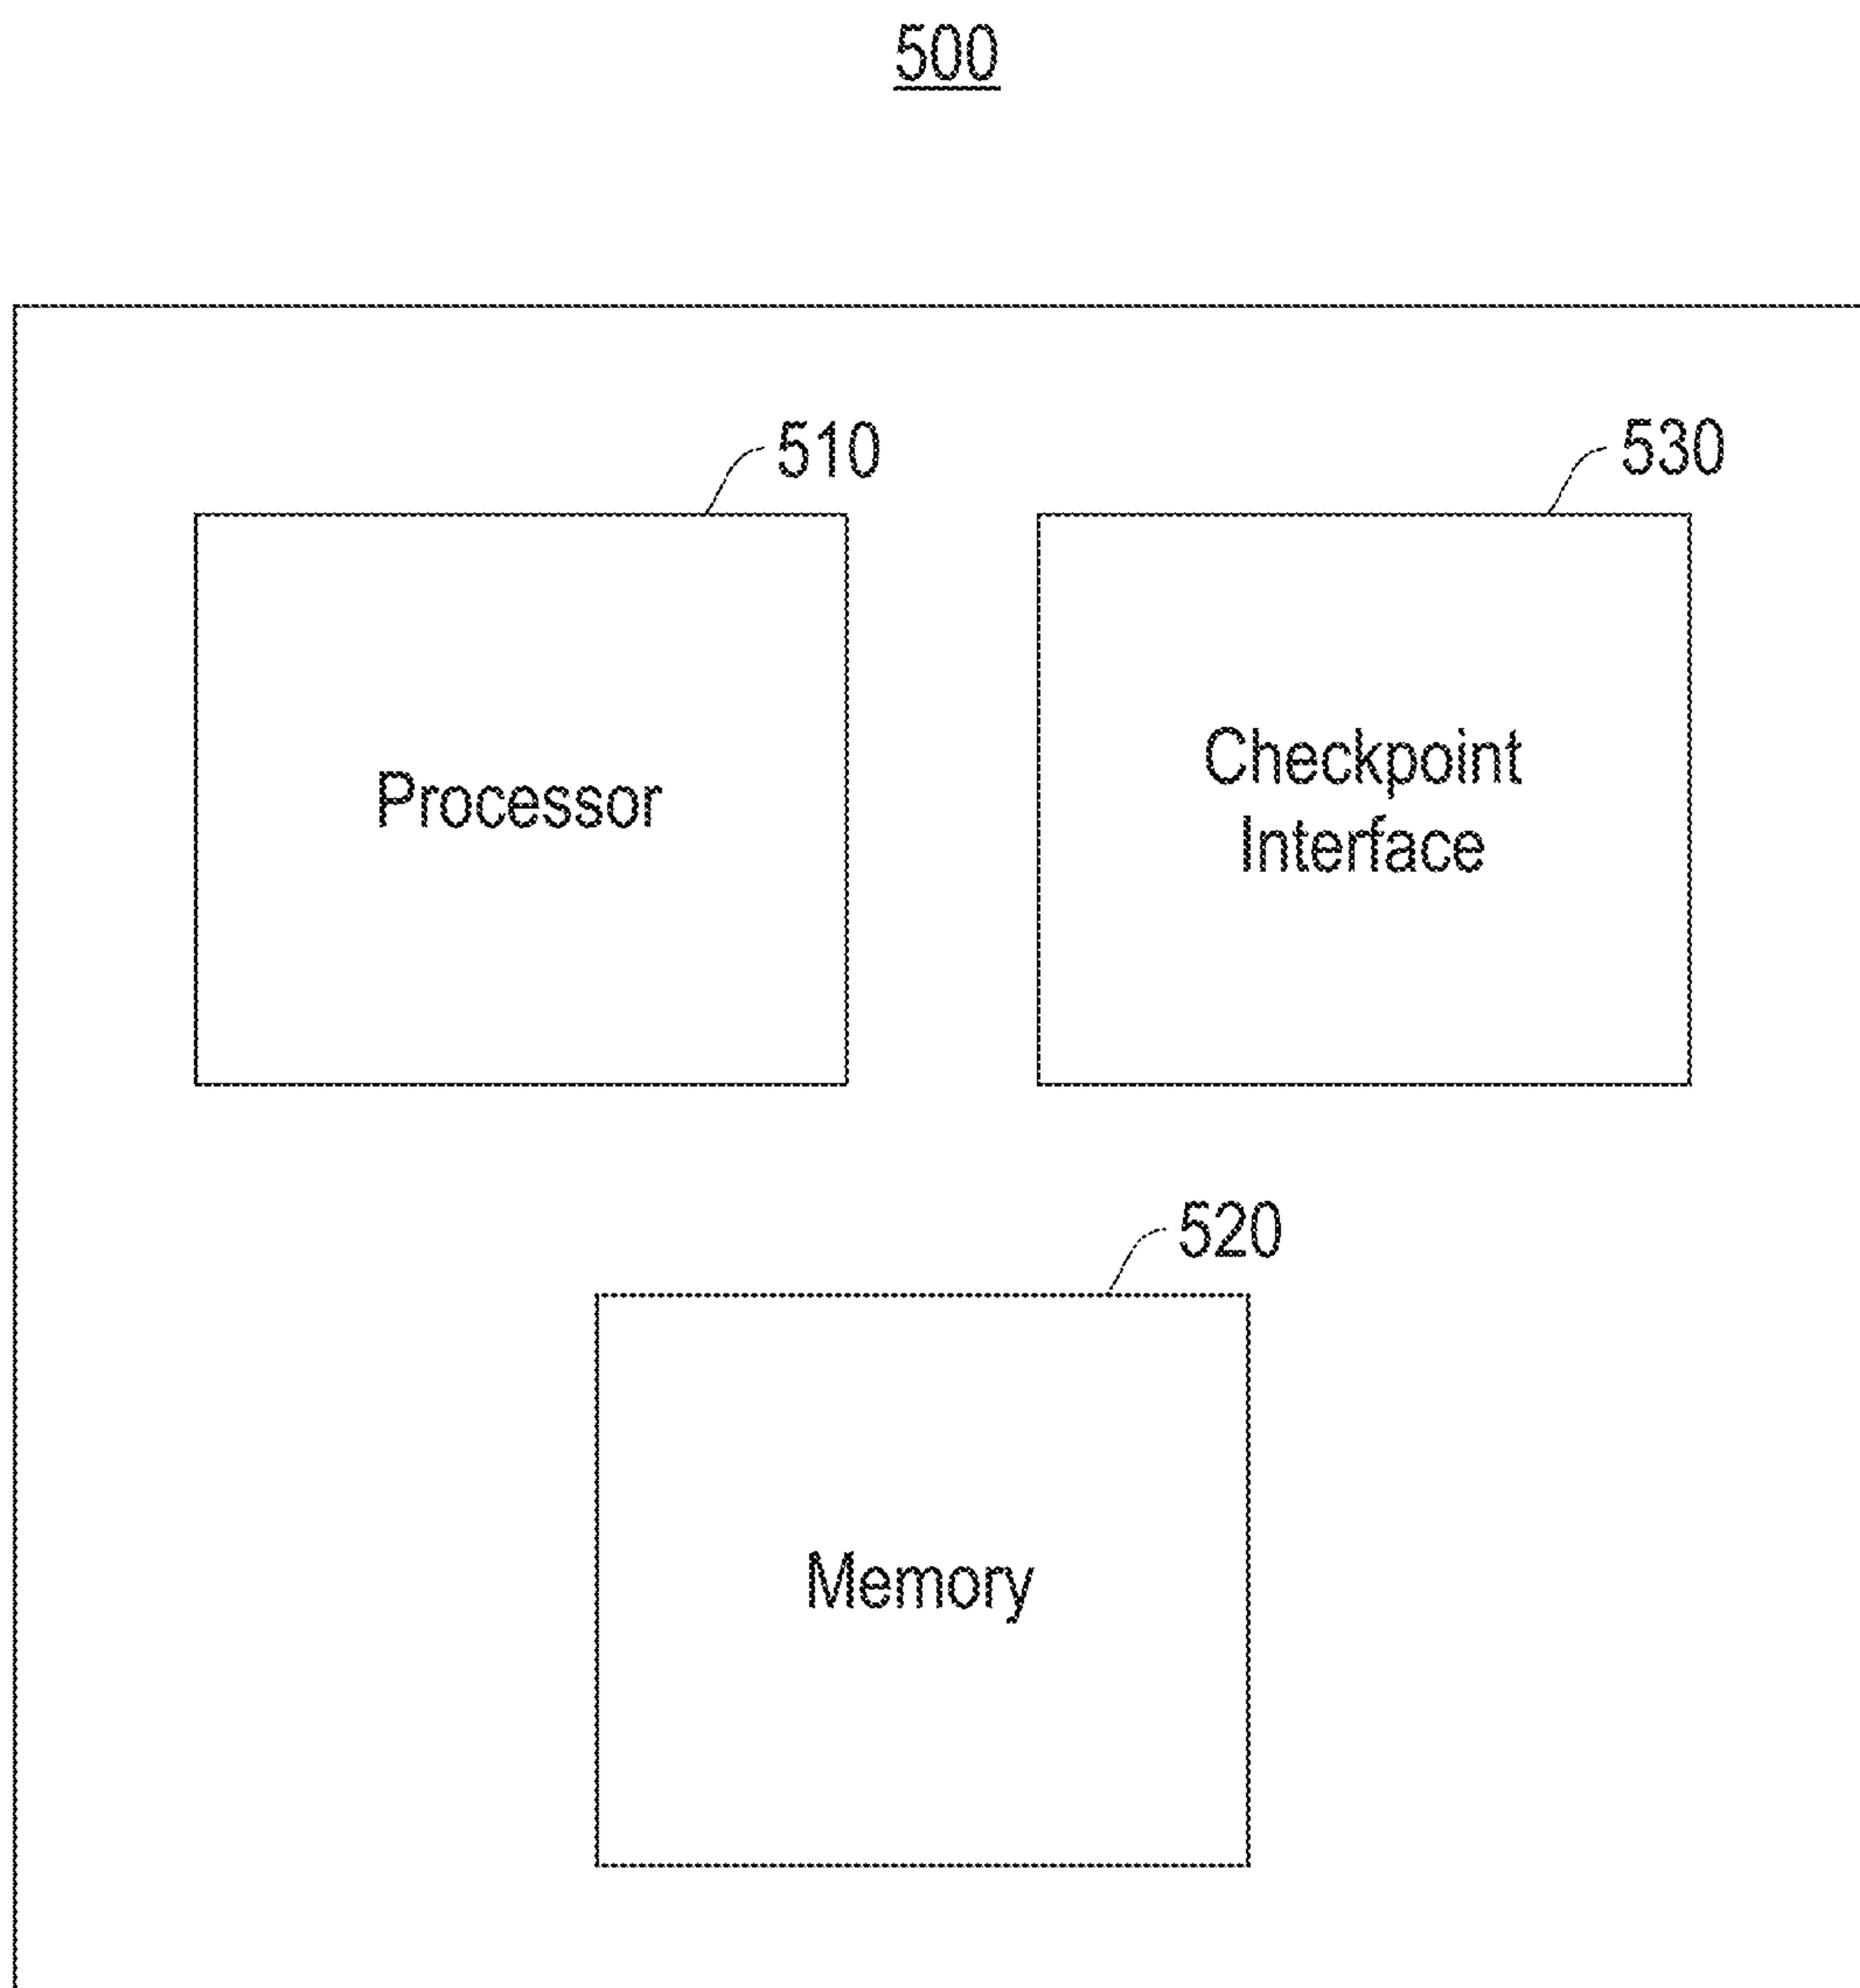 500
510
530
Processor
Checkpoint
Interface
520
Memory